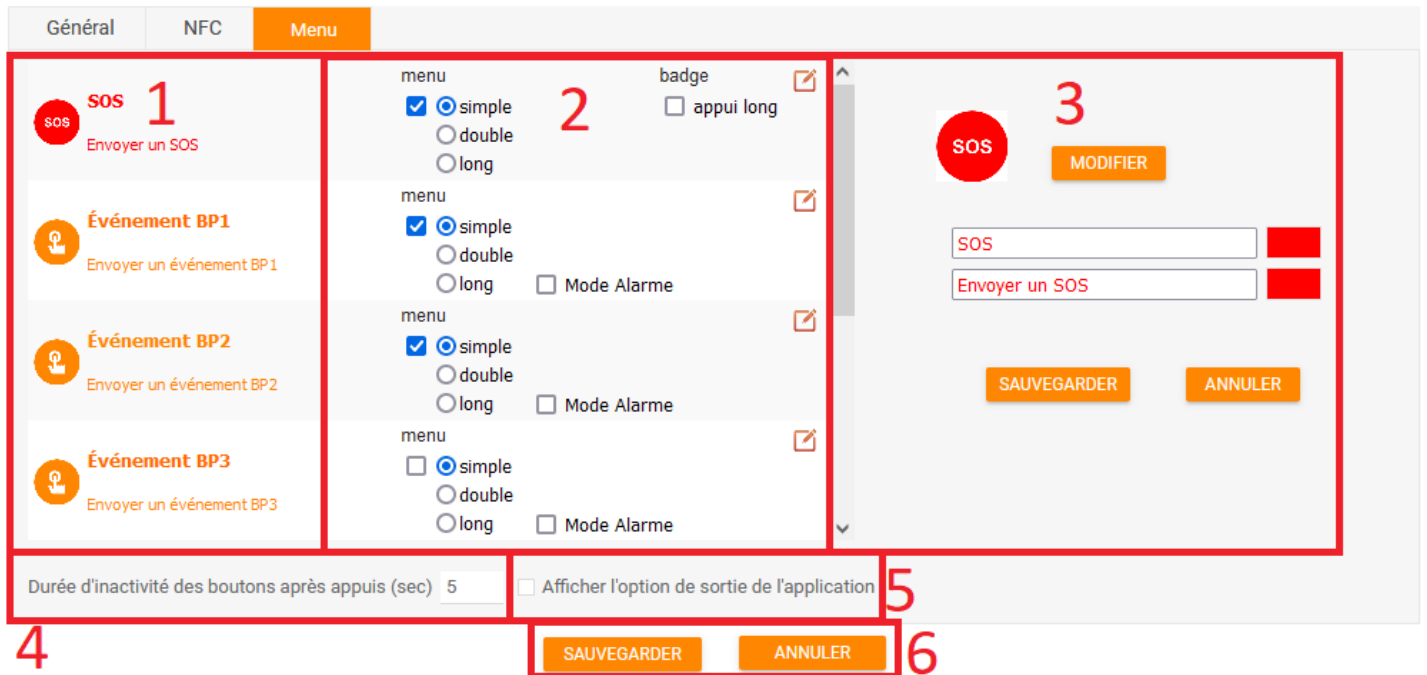 Général NFC Menu
1
SOS
SOS
Envoyer un SOS
2
menu badge
simple appui long
double
long
Événement BP1
Envoyer un événement BP1
menu
simple
double
long Mode Alarme
Événement BP2
Envoyer un événement BP2
menu
simple
double
long Mode Alarme
Événement BP3
Envoyer un événement BP3
menu
simple
double
long Mode Alarme
3
SOS
MODIFIER
SOS
Envoyer un SOS
SAUVEGARDER ANNULER
Durée d'inactivité des boutons après appuis (sec) 5
4
Afficher l'option de sortie de l'application
5
SAUVEGARDER ANNULER
6